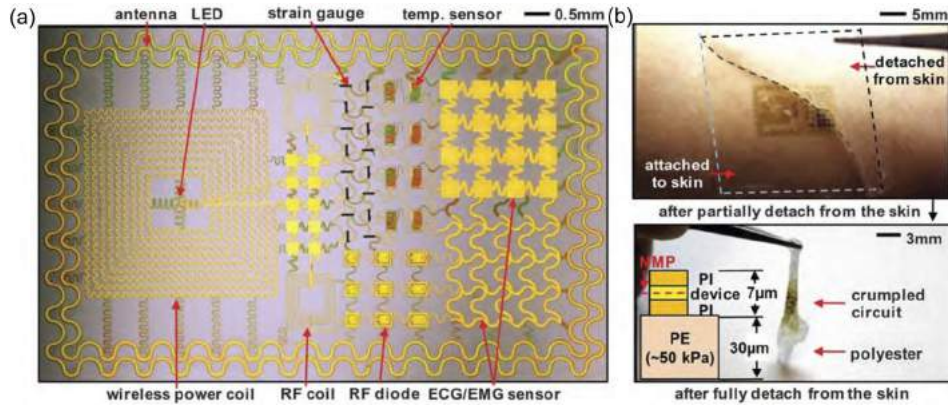 (a)
antenna LED strain gauge temp. sensor 0.5mm
wireless power coil RF coil RF diode ECG/EMG sensor
(b)
5mm
detached
from skin
attached
to skin
after partially detach from the skin
3mm
NMP
PI
device
PI
7μm
PE
(~50 kPa)
30μm
crumpled
circuit
polyester
after fully detach from the skin